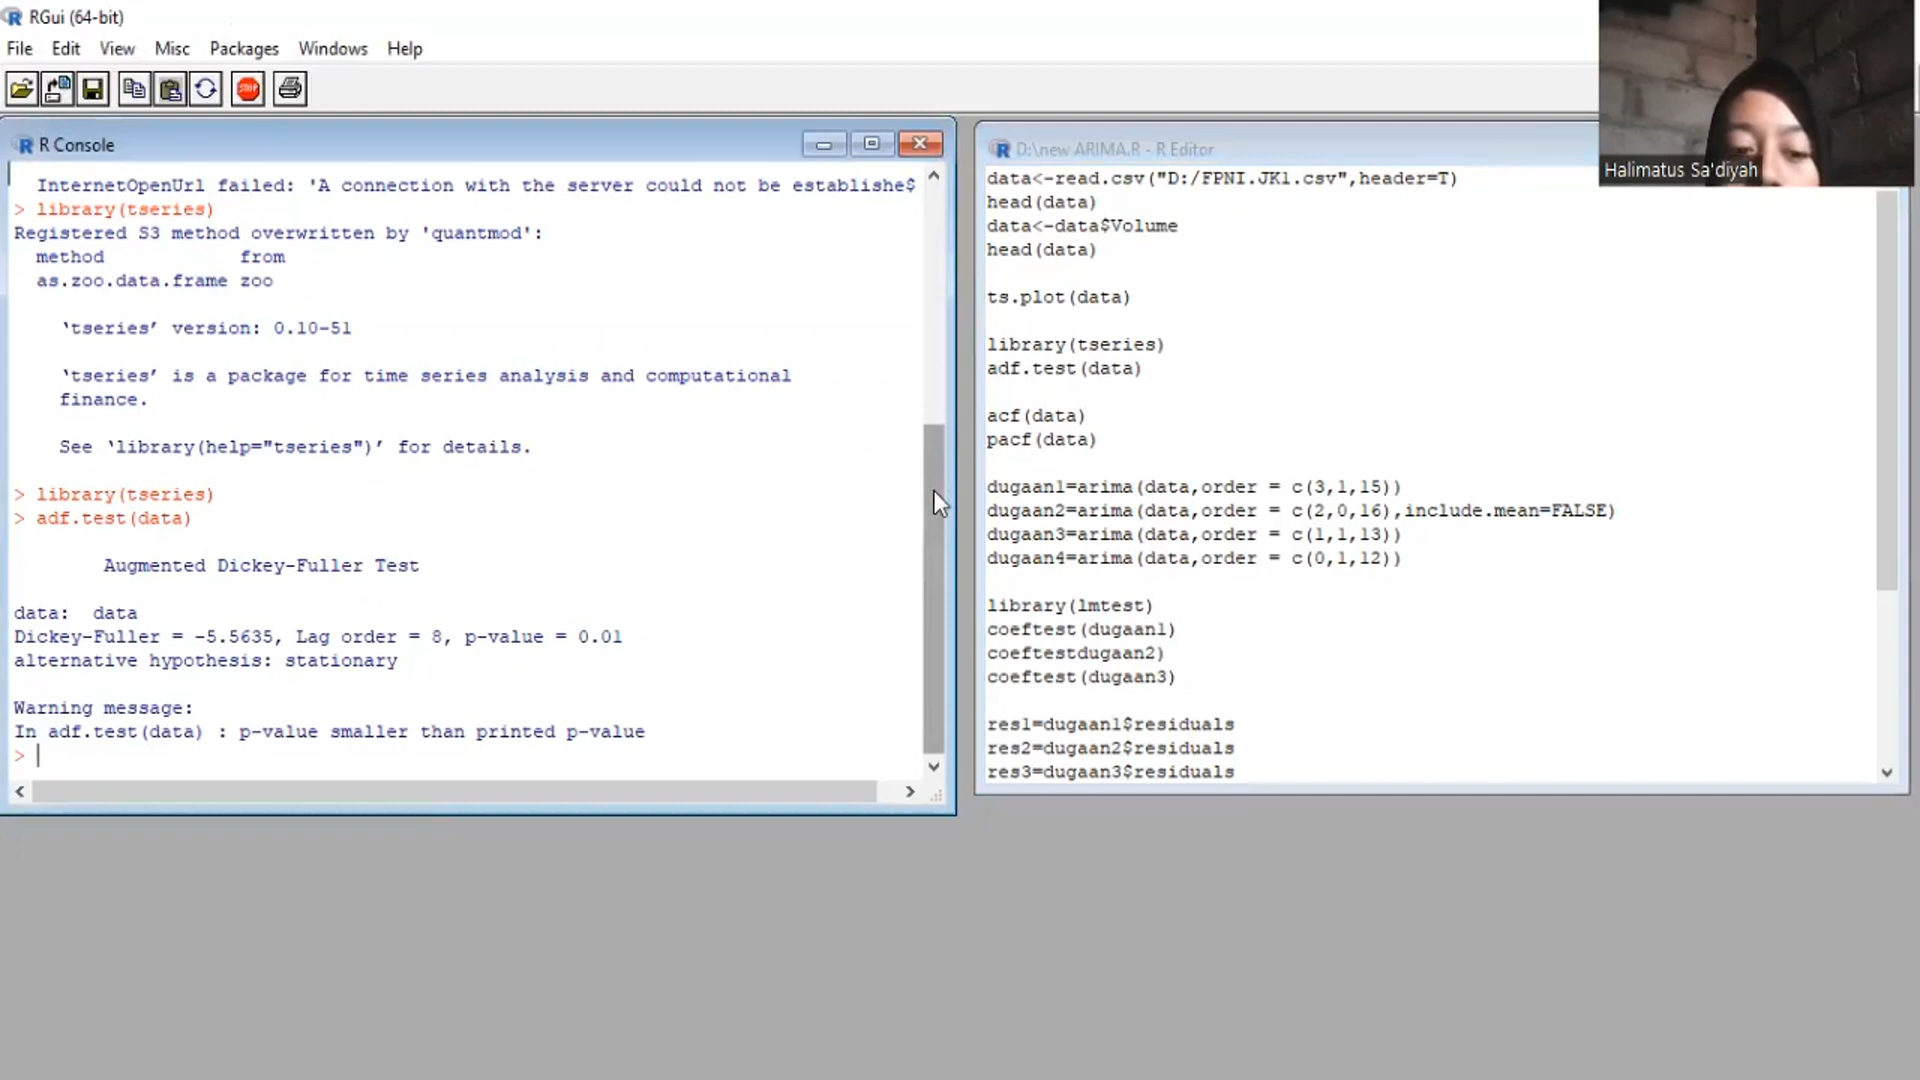 RGui (64-bit)
File Edit View Misc Packages Windows Help
STOP
R Console
InternetOpenUrl failed: 'A connection with the server could not be establishe$
> library(tseries)
Registered S3 method overwritten by 'quantmod':
method from
as.zoo.data.frame zoo
‘tseries’ version: 0.10-51
‘tseries’ is a package for time series analysis and computational
finance.
See ‘library(help="tseries")’ for details.
> library(tseries)
> adf.test(data)
Augmented Dickey-Fuller Test
data: data
Dickey-Fuller = -5.5635, Lag order = 8, p-value = 0.01
alternative hypothesis: stationary
Warning message:
In adf.test(data) : p-value smaller than printed p-value
>
D:\new ARIMA.R - R Editor
data<-read.csv("D:/FPNI.JK1.csv",header=T)
head(data)
data<-data$Volume
head(data)
ts.plot(data)
library(tseries)
adf.test(data)
acf(data)
pacf(data)
dugaan1=arima(data,order = c(3,1,15))
dugaan2=arima(data,order = c(2,0,16),include.mean=FALSE)
dugaan3=arima(data,order = c(1,1,13))
dugaan4=arima(data,order = c(0,1,12))
library(lmtest)
coeftest(dugaan1)
coeftestdugaan2)
coeftest(dugaan3)
res1=dugaan1$residuals
res2=dugaan2$residuals
res3=dugaan3$residuals
Halimatus Sa'diyah